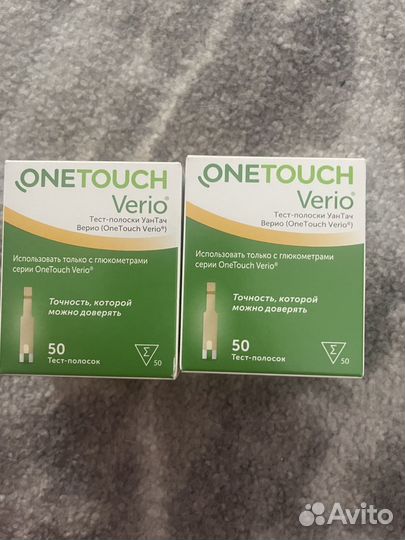 ONETOUCH
Verio®
Тест-полоски УанТач
Верио (OneTouch Verio®)
Использовать только с глюкометрами
серии OneTouch Verio®
Точность, которой
можно доверять
50
Тест-полосок
Σ
50
ONETOUCH
Verio®
Тест-полоски УанТач
Верио (OneTouch Verio®)
Использовать только с глюкометрами
серии OneTouch Verio®
Точность, которой
можно доверять
50
Тест-полосок
Σ
50
Avito